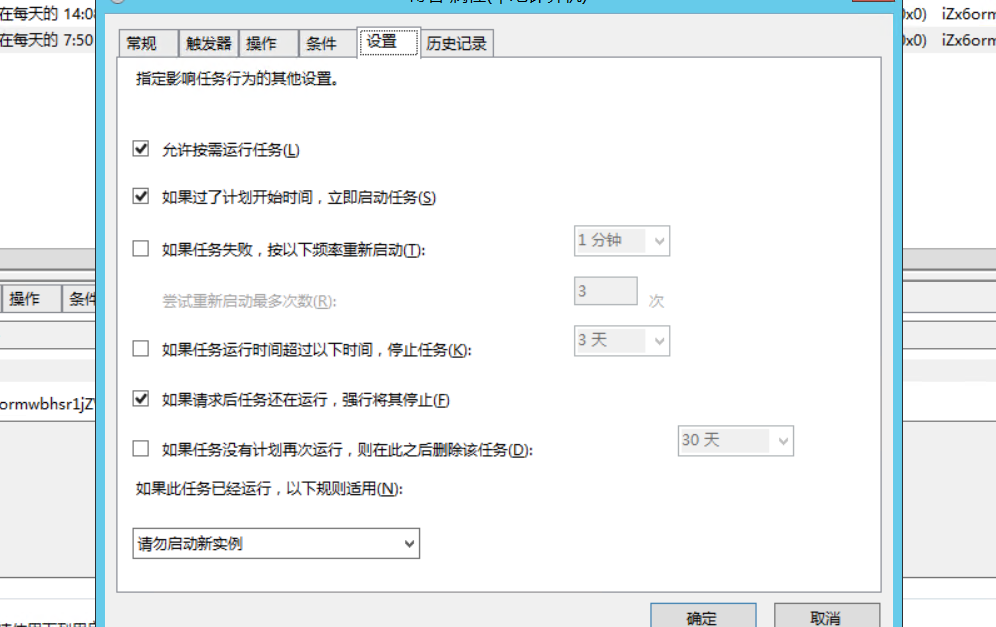 在每天的 14:08
0x0) iZx6orm
在每天的 7:50
0x0) iZx6orm
常规
触发器
操作
条件
设置
历史记录
指定影响任务行为的其他设置。
允许按需运行任务(L)
如果过了计划开始时间，立即启动任务(S)
如果任务失败，按以下频率重新启动(T):
1 分钟
尝试重新启动最多次数(R):
3
次
操作
条件
如果任务运行时间超过以下时间，停止任务(K):
3 天
如果请求后任务还在运行，强行将其停止(F)
ormwbhsr1jZ
如果任务没有计划再次运行，则在此之后删除该任务(D):
30 天
如果此任务已经运行，以下规则适用(N):
请勿启动新实例
确定
取消